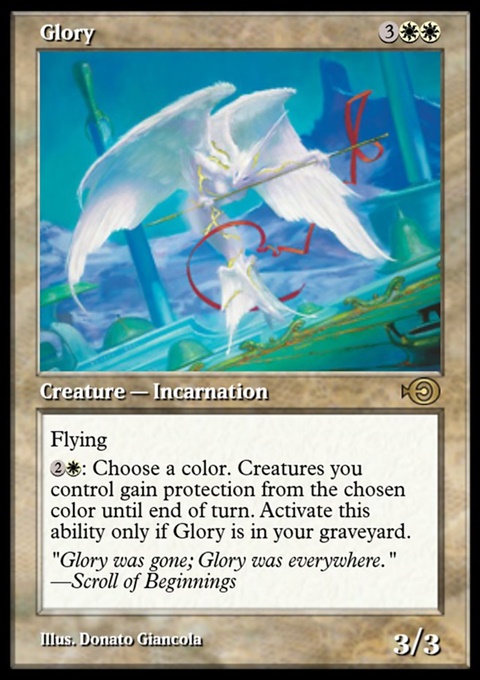 Glory 3
Creature — Incarnation
Flying
2: Choose a color. Creatures you
control gain protection from the chosen
color until end of turn. Activate this
ability only if Glory is in your graveyard.
"Glory was gone; Glory was everywhere."
—Scroll of Beginnings
Illus. Donato Giancola
3/3